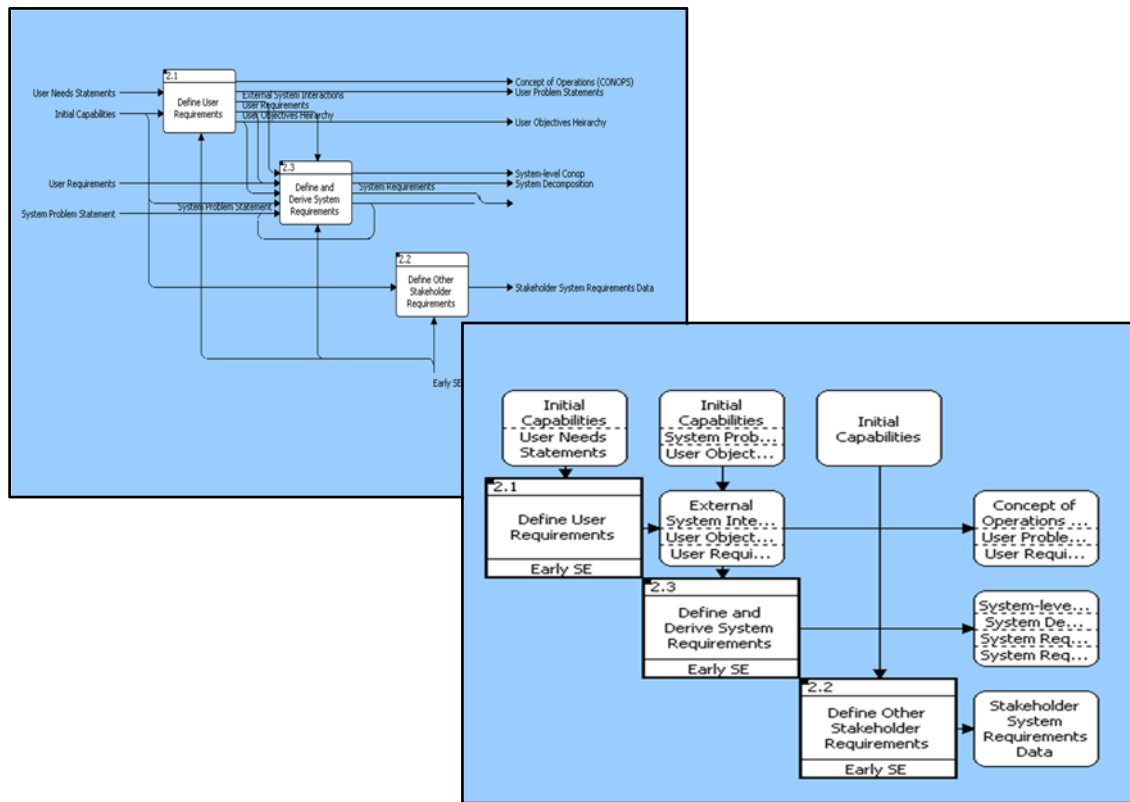 2.1
Define User
Requirements
User Needs Statements
Initial Capabilities
Concept of Operations (CONOPS)
User Problem Statements
External System Interactions
User Requirements
User Objectives Hierarchy
User Objectives Heirarchy
2.3
Define and
Derive System
Requirements
User Requirements
System Problem Statement
System Problem Statement
System-level Conop
System Decomposition
System Requirements
2.2
Define Other
Stakeholder
Requirements
Stakeholder System Requirements Data
Early SE
Initial
Capabilities
User Needs
Statements
Initial
Capabilities
System Prob...
User Object...
Initial
Capabilities
2.1
Define User
Requirements
Early SE
External
System Inte...
User Object...
User Requi...
Concept of
Operations ...
User Proble...
User Requi...
2.3
Define and
Derive System
Requirements
Early SE
System-leve...
System De...
System Req...
System Req...
2.2
Define Other
Stakeholder
Requirements
Early SE
Stakeholder
System
Requirements
Data